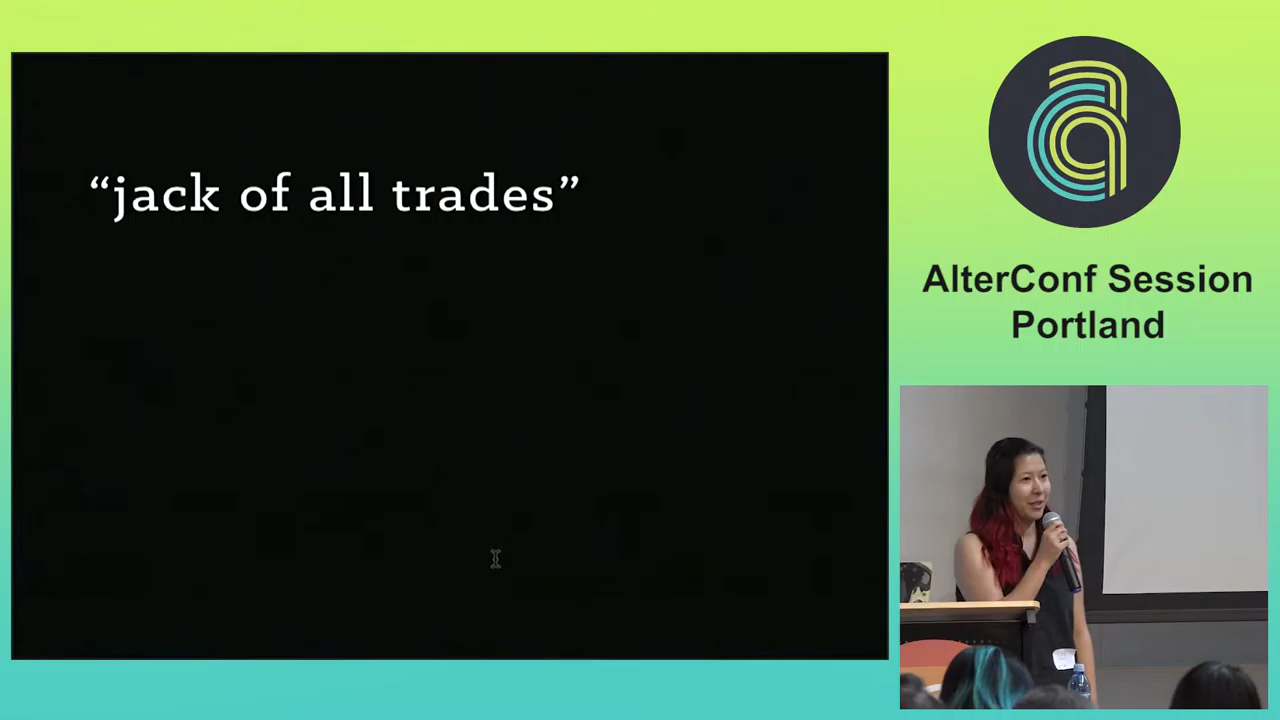 “jack of all trades”
AlterConf Session
Portland